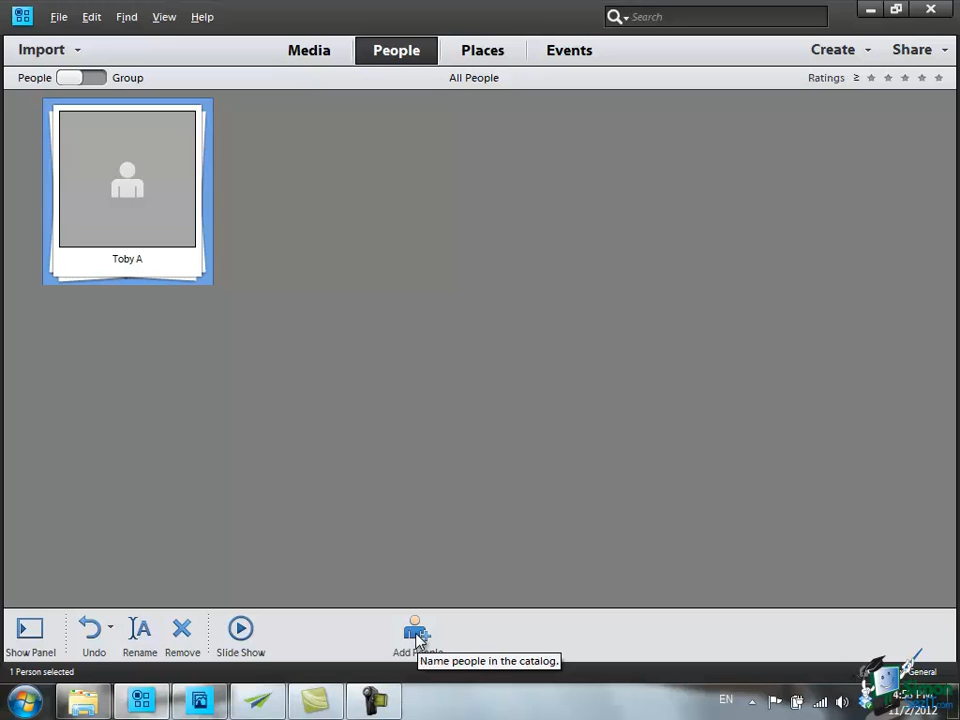 File Edit Find View Help
Search
Import Media People Places Events Create Share
People Group All People Ratings ≥
Toby A
Show Panel Undo Rename Remove Slide Show
Name people in the catalog.
1 Person selected General
EN
11/2/2012